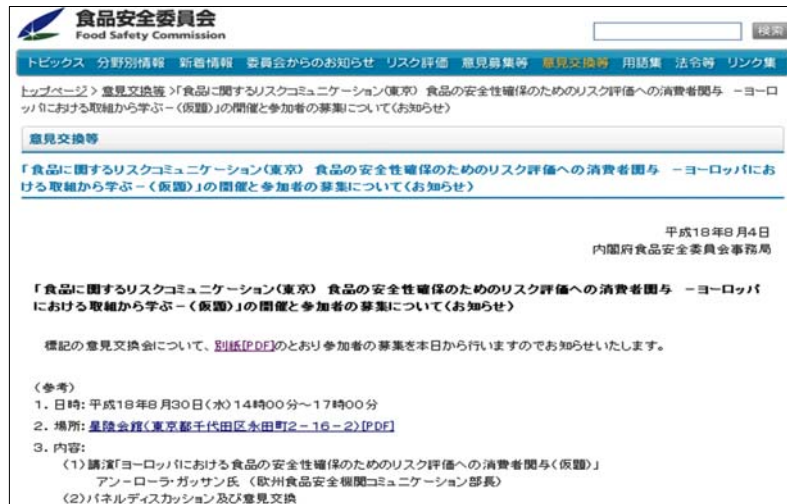 食品安全委員会
Food Safety Commission
検索
トピックス 分野別情報 新着情報 委員会からのお知らせ リスク評価 意見募集等 意見交換等 用語集 法令等 リンク集
トップページ > 意見交換等 >「食品に関するリスクコミュニケーション(東京) 食品の安全性確保のためのリスク評価への消費者関与 －ヨーロ
ッパにおける取組から学ぶ－(仮題)」の開催と参加者の募集について(お知らせ)
意見交換等
「食品に関するリスクコミュニケーション(東京) 食品の安全性確保のためのリスク評価への消費者関与 －ヨーロッパにお
ける取組から学ぶ－(仮題)」の開催と参加者の募集について(お知らせ)
平成18年8月4日
内閣府食品安全委員会事務局
「食品に関するリスクコミュニケーション(東京) 食品の安全性確保のためのリスク評価への消費者関与 －ヨーロッパ
における取組から学ぶ－(仮題)」の開催と参加者の募集について(お知らせ)
標記の意見交換会について、別紙[PDF]のとおり参加者の募集を本日から行いますのでお知らせいたします。
(参考)
1. 日時: 平成18年8月30日(水)14時00分～17時00分
2. 場所: 星陵会館(東京都千代田区永田町2－16－2)[PDF]
3. 内容:
(1)講演「ヨーロッパにおける食品の安全性確保のためのリスク評価への消費者関与(仮題)」
アン－ローラ・ガッサン氏 (欧州食品安全機関コミュニケーション部長)
(2)パネルディスカッション及び意見交換